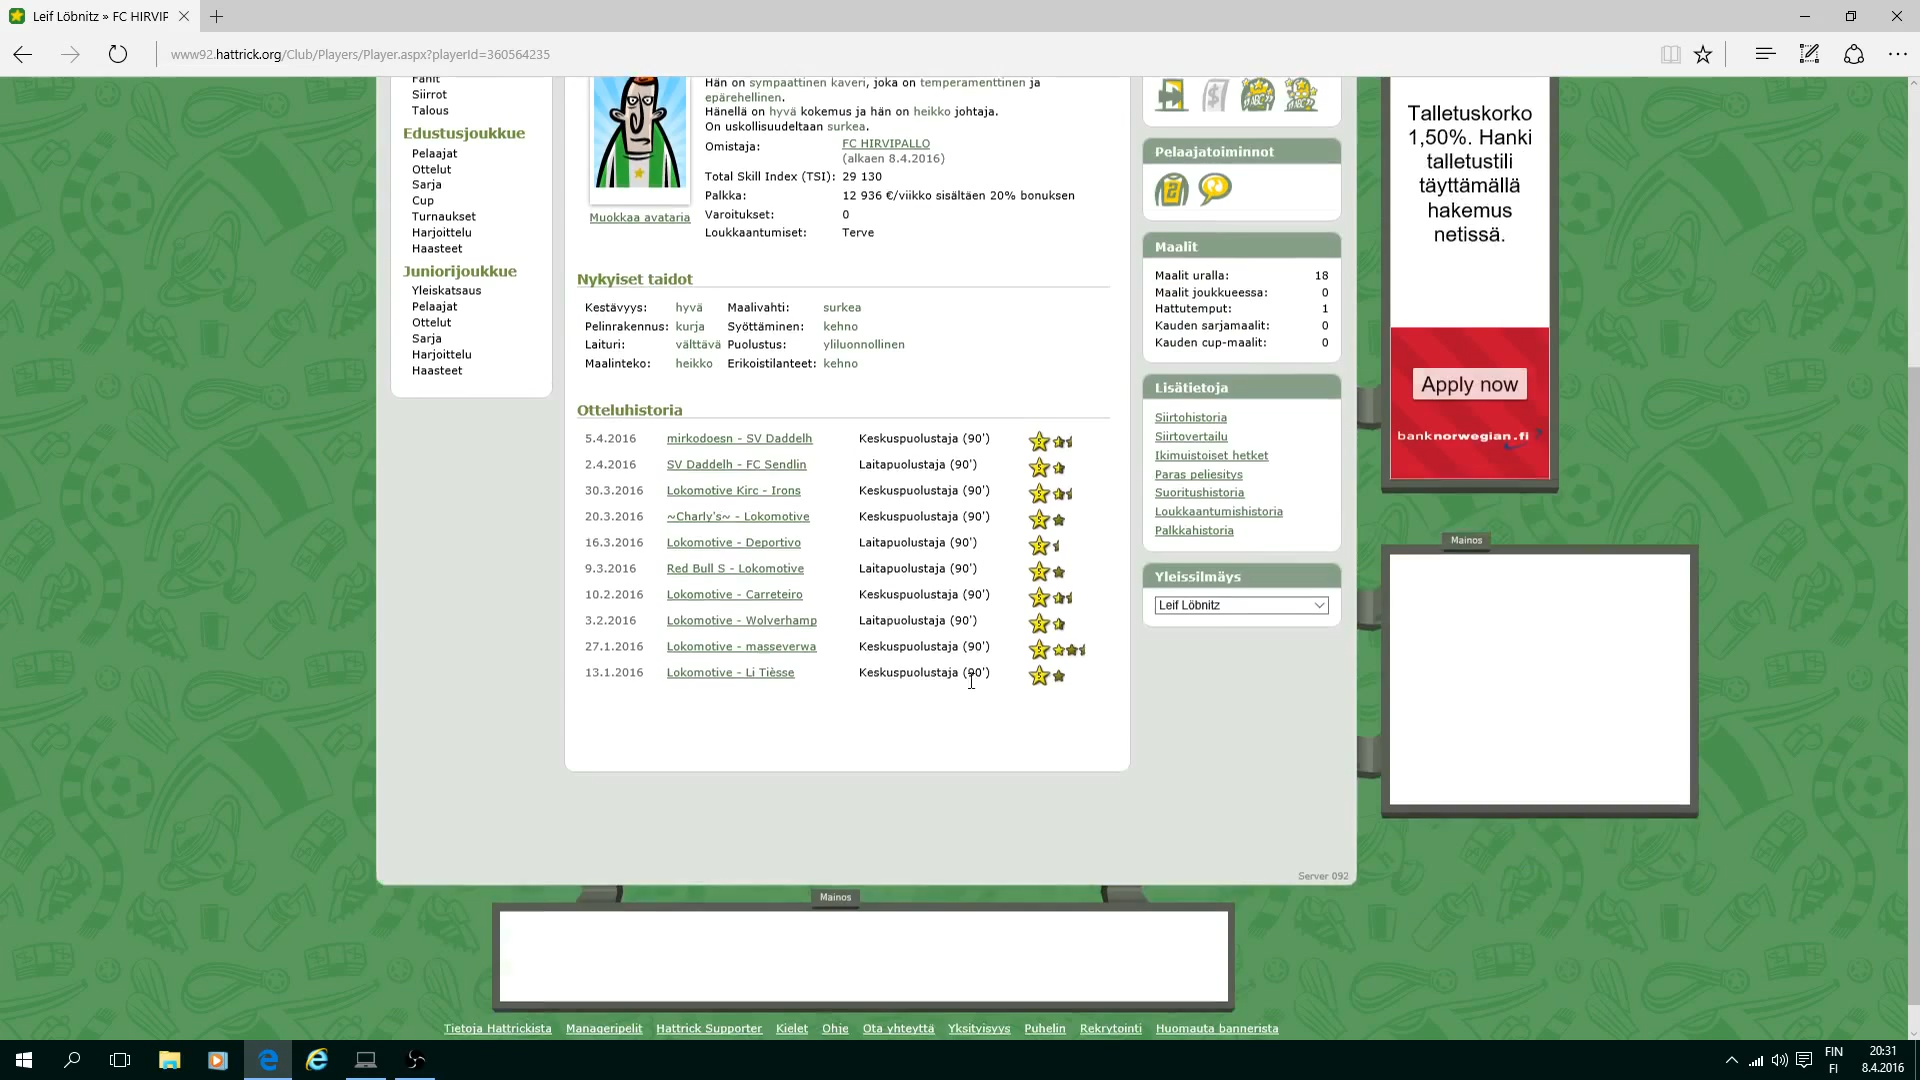 Leif Löbnitz » FC HIRVIP
www92.hattrick.org/Club/Players/Player.aspx?playerId=360564235
Fanit
Siirrot
Talous
Edustusjoukkue
Pelaajat
Ottelut
Sarja
Cup
Turnaukset
Harjoittelu
Haasteet
Juniorijoukkue
Yleiskatsaus
Pelaajat
Ottelut
Sarja
Harjoittelu
Haasteet
Muokkaa avataria
Hän on sympaattinen kaveri, joka on temperamenttinen ja
epärehellinen.
Hänellä on hyvä kokemus ja hän on heikko johtaja.
On uskollisuudeltaan surkea.
Omistaja: FC HIRVIPALLO
(alkaen 8.4.2016)
Total Skill Index (TSI): 29 130
Palkka: 12 936 €/viikko sisältäen 20% bonuksen
Varoitukset: 0
Loukkaantumiset: Terve
Nykyiset taidot
Kestävyys: hyvä Maalivahti: surkea
Pelinrakennus: kurja Syöttäminen: kehno
Laituri: välttävä Puolustus: yliluonnollinen
Maalinteko: heikko Erikoistilanteet: kehno
Otteluhistoria
5.4.2016 mirkodoesn - SV Daddelh Keskuspuolustaja (90') 5
2.4.2016 SV Daddelh - FC Sendlin Laitapuolustaja (90') 5
30.3.2016 Lokomotive Kirc - Irons Keskuspuolustaja (90') 5
20.3.2016 ~Charly's~ - Lokomotive Keskuspuolustaja (90') 5
16.3.2016 Lokomotive - Deportivo Laitapuolustaja (90') 5
9.3.2016 Red Bull S - Lokomotive Laitapuolustaja (90') 5
10.2.2016 Lokomotive - Carreteiro Keskuspuolustaja (90') 5
3.2.2016 Lokomotive - Wolverhamp Laitapuolustaja (90') 5
27.1.2016 Lokomotive - masseverwa Keskuspuolustaja (90') 5
13.1.2016 Lokomotive - Li Tièsse Keskuspuolustaja (90') 5
Pelaajatoiminnot
Maalit
Maalit uralla: 18
Maalit joukkueessa: 0
Hattutemput: 1
Kauden sarjamaalit: 0
Kauden cup-maalit: 0
Lisätietoja
Siirtohistoria
Siirtovertailu
Ikimuistoiset hetket
Paras peliesitys
Suoritushistoria
Loukkaantumishistoria
Palkkahistoria
Yleissilmäys
Leif Löbnitz
Server 092
Talletuskorko
1,50%. Hanki
talletustili
täyttämällä
hakemus
netissä.
Apply now
banknorwegian.fi
Mainos
Mainos
Tietoja Hattrickista Manageripelit Hattrick Supporter Kielet Ohje Ota yhteyttä Yksityisyys Puhelin Rekrytointi Huomauta bannerista
FIN
FI
20:31
8.4.2016